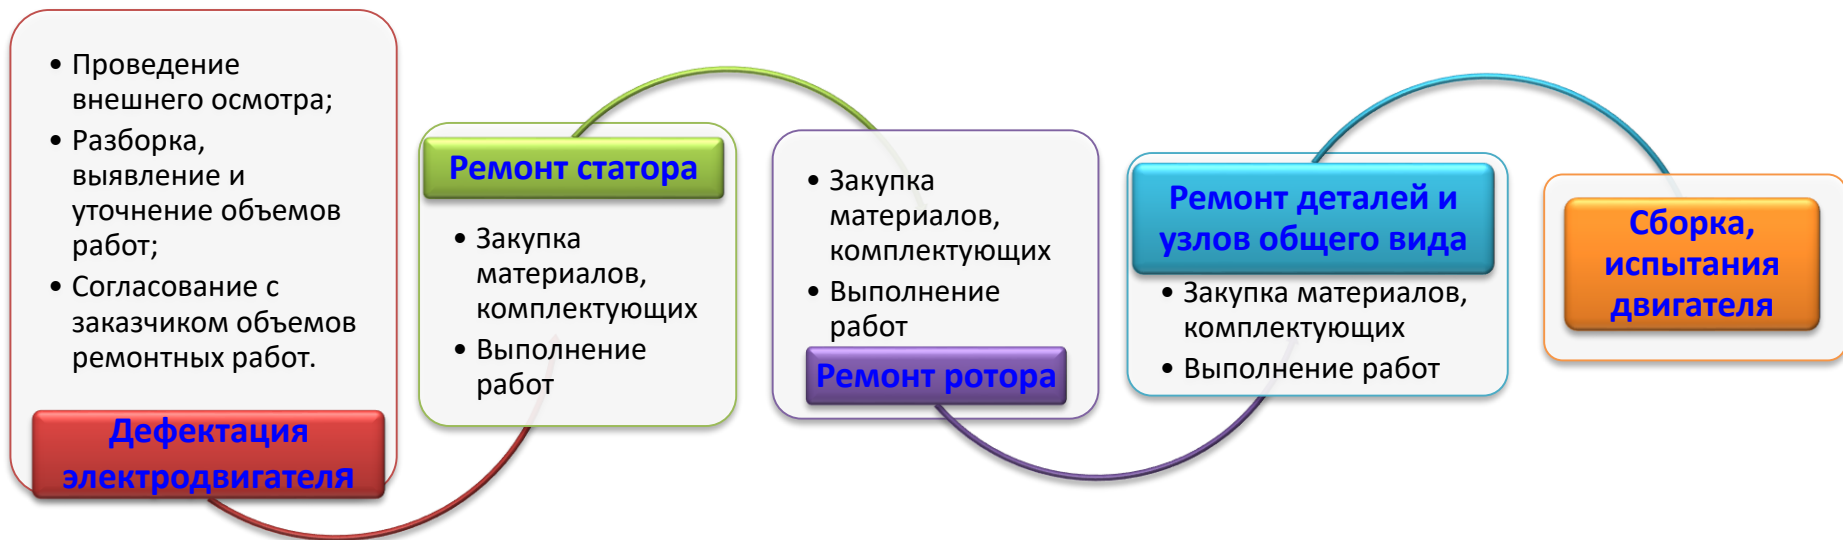 • Проведение
внешнего осмотра;
• Разборка,
выявление и
уточнение объемов
работ;
• Согласование с
заказчиком объемов
ремонтных работ.
Дефектация
электродвигателя
Ремонт статора
• Закупка
материалов,
комплектующих
• Выполнение
работ
• Закупка
материалов,
комплектующих
• Выполнение
работ
Ремонт ротора
Ремонт деталей и
узлов общего вида
• Закупка материалов,
комплектующих
• Выполнение работ
Сборка,
испытания
двигателя